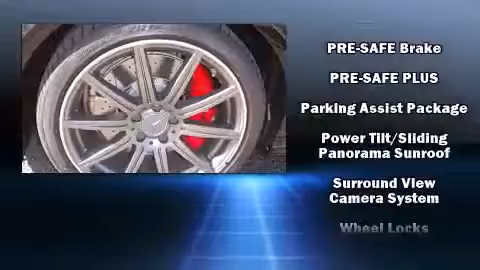 PRE-SAFE Brake
PRE-SAFE PLUS
Parking Assist Package
Power Tilt/Sliding
Panorama Sunroof
Surround View
Camera System
Wheel Locks